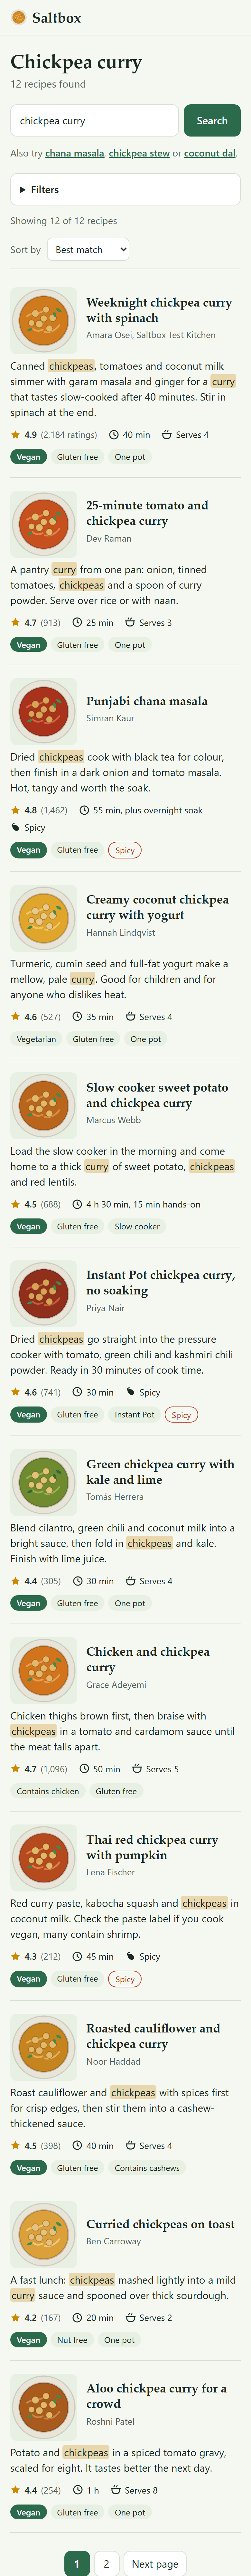 Saltbox
Chickpea curry
12 recipes found
chickpea curry
Search
Also try chana masala, chickpea stew or coconut dal.
Filters
Showing 12 of 12 recipes
Sort by Best match
Weeknight chickpea curry
with spinach
Amara Osei, Saltbox Test Kitchen
Canned chickpeas, tomatoes and coconut milk
simmer with garam masala and ginger for a curry
that tastes slow-cooked after 40 minutes. Stir in
spinach at the end.
4.9 (2,184 ratings) 40 min Serves 4
Vegan Gluten free One pot
25-minute tomato and
chickpea curry
Dev Raman
A pantry curry from one pan: onion, tinned
tomatoes, chickpeas and a spoon of curry
powder. Serve over rice or with naan.
4.7 (913) 25 min Serves 3
Vegan Gluten free One pot
Punjabi chana masala
Simran Kaur
Dried chickpeas cook with black tea for colour,
then finish in a dark onion and tomato masala.
Hot, tangy and worth the soak.
4.8 (1,462) 55 min, plus overnight soak
Spicy
Vegan Gluten free Spicy
Creamy coconut chickpea
curry with yogurt
Hannah Lindqvist
Turmeric, cumin seed and full-fat yogurt make a
mellow, pale curry. Good for children and for
anyone who dislikes heat.
4.6 (527) 35 min Serves 4
Vegetarian Gluten free One pot
Slow cooker sweet potato
and chickpea curry
Marcus Webb
Load the slow cooker in the morning and come
home to a thick curry of sweet potato, chickpeas
and red lentils.
4.5 (688) 4 h 30 min, 15 min hands-on
Vegan Gluten free Slow cooker
Instant Pot chickpea curry,
no soaking
Priya Nair
Dried chickpeas go straight into the pressure
cooker with tomato, green chili and kashmiri chili
powder. Ready in 30 minutes of cook time.
4.6 (741) 30 min Spicy
Vegan Gluten free Instant Pot Spicy
Green chickpea curry with
kale and lime
Tomás Herrera
Blend cilantro, green chili and coconut milk into a
bright sauce, then fold in chickpeas and kale.
Finish with lime juice.
4.4 (305) 30 min Serves 4
Vegan Gluten free One pot
Chicken and chickpea
curry
Grace Adeyemi
Chicken thighs brown first, then braise with
chickpeas in a tomato and cardamom sauce until
the meat falls apart.
4.7 (1,096) 50 min Serves 5
Contains chicken Gluten free
Thai red chickpea curry
with pumpkin
Lena Fischer
Red curry paste, kabocha squash and chickpeas in
coconut milk. Check the paste label if you cook
vegan, many contain shrimp.
4.3 (212) 45 min Spicy
Vegan Gluten free Spicy
Roasted cauliflower and
chickpea curry
Noor Haddad
Roast cauliflower and chickpeas with spices first
for crisp edges, then stir them into a cashew-
thickened sauce.
4.5 (398) 40 min Serves 4
Vegan Gluten free Contains cashews
Curried chickpeas on toast
Ben Carroway
A fast lunch: chickpeas mashed lightly into a mild
curry sauce and spooned over thick sourdough.
4.2 (167) 20 min Serves 2
Vegan Nut free One pot
Aloo chickpea curry for a
crowd
Roshni Patel
Potato and chickpeas in a spiced tomato gravy,
scaled for eight. It tastes better the next day.
4.4 (254) 1 h Serves 8
Vegan Gluten free One pot
1 2 Next page